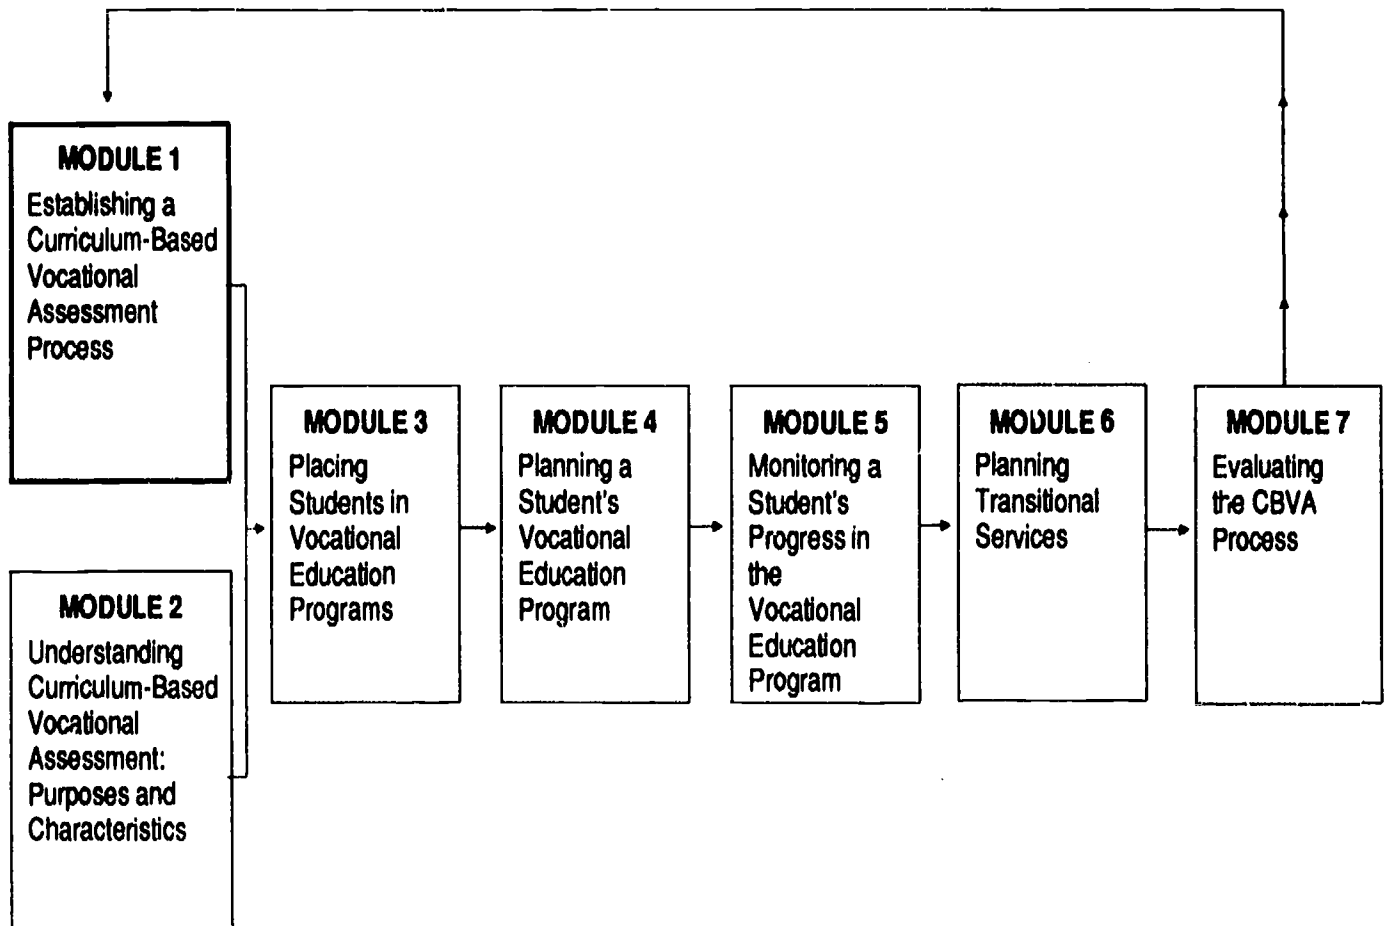 MODULE 1
Establishing a
Curriculum-Based
Vocational
Assessment
Process
MODULE 2
Understanding
Curriculum-Based
Vocational
Assessment:
Purposes and
Characteristics
MODULE 3
Placing
Students in
Vocational
Education
Programs
MODULE 4
Planning a
Student's
Vocational
Education
Program
MODULE 5
Monitoring a
Student's
Progress in
the
Vocational
Education
Program
MODULE 6
Planning
Transitional
Services
MODULE 7
Evaluating
the CBVA
Process